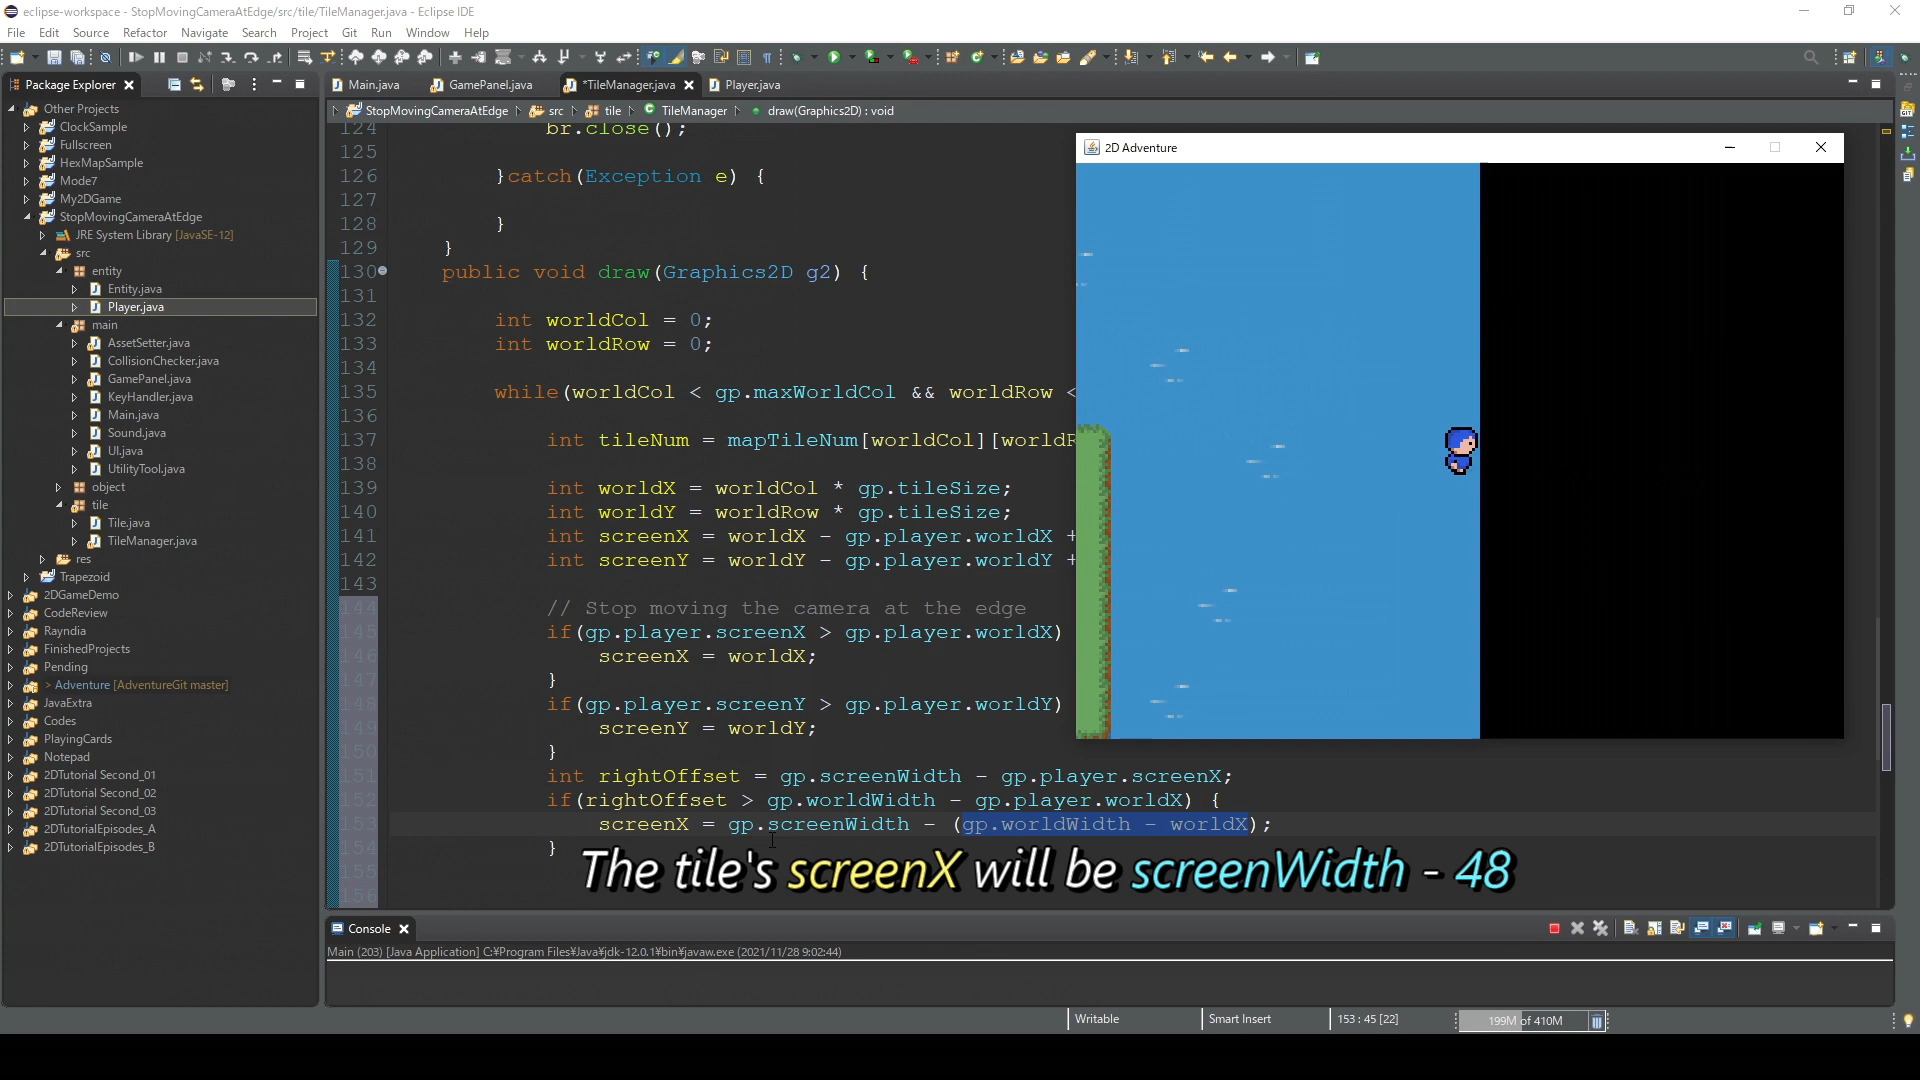 eclipse-workspace - StopMovingCameraAtEdge/src/tile/TileManager.java - Eclipse IDE
File Edit Source Refactor Navigate Search Project Git Run Window Help
Package Explorer
Main.java GamePanel.java *TileManager.java Player.java
Other Projects
StopMovingCameraAtEdge src tile TileManager draw(Graphics2D) : void
ClockSample
Fullscreen
HexMapSample
Mode7
My2DGame
StopMovingCameraAtEdge
JRE System Library [JavaSE-12]
src
entity
Entity.java
Player.java
main
AssetSetter.java
CollisionChecker.java
GamePanel.java
KeyHandler.java
Main.java
Sound.java
UI.java
UtilityTool.java
object
tile
Tile.java
TileManager.java
res
Trapezoid
2DGameDemo
CodeReview
Rayndia
FinishedProjects
Pending
> Adventure [AdventureGit master]
JavaExtra
Codes
PlayingCards
Notepad
2DTutorial Second_01
2DTutorial Second_02
2DTutorial Second_03
2DTutorialEpisodes_A
2DTutorialEpisodes_B
124 br.close();
125
126 }catch(Exception e) {
127
128 }
129 }
130 public void draw(Graphics2D g2) {
131
132 int worldCol = 0;
133 int worldRow = 0;
134
135 while(worldCol < gp.maxWorldCol && worldRow <
136
137 int tileNum = mapTileNum[worldCol][worldR
138
139 int worldX = worldCol * gp.tileSize;
140 int worldY = worldRow * gp.tileSize;
141 int screenX = worldX - gp.player.worldX +
142 int screenY = worldY - gp.player.worldY +
143
144 // Stop moving the camera at the edge
145 if(gp.player.screenX > gp.player.worldX)
146 screenX = worldX;
147 }
148 if(gp.player.screenY > gp.player.worldY)
149 screenY = worldY;
150 }
151 int rightOffset = gp.screenWidth - gp.player.screenX;
152 if(rightOffset > gp.worldWidth - gp.player.worldX) {
153 screenX = gp.screenWidth - (gp.worldWidth - worldX);
154 }
155
156
2D Adventure
The tile's screenX will be screenWidth - 48
Console
Main (203) [Java Application] C:¥Program Files¥Java¥jdk-12.0.1¥bin¥javaw.exe (2021/11/28 9:02:44)
Writable Smart Insert 153 : 45 [22] 199M of 410M